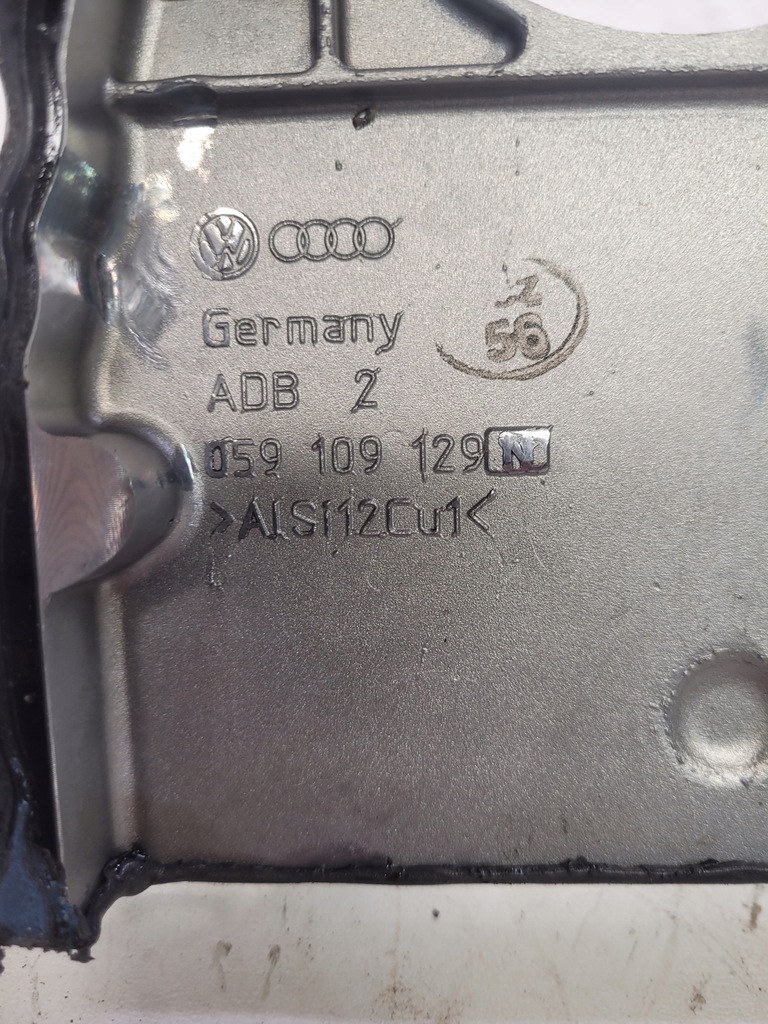 Germany
56
ADB 2
059 109 129 N
>AlSi12Cu1<